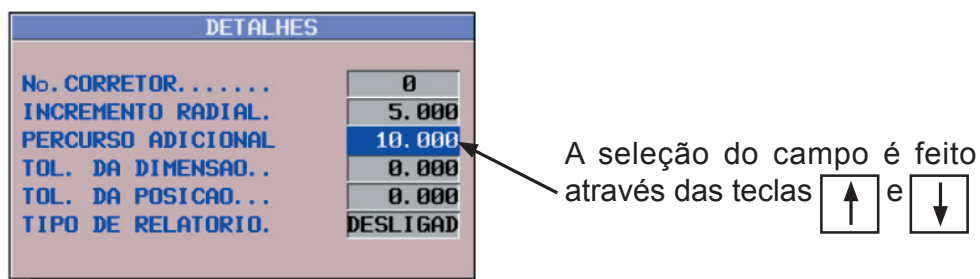 DETALHES
No.CORRETOR....... 0
INCREMENTO RADIAL. 5.000
PERCURSO ADICIONAL 10.000
TOL. DA DIMENSAO.. 0.000
TOL. DA POSICAO... 0.000
TIPO DE RELATORIO. DESLIGAD
A seleção do campo é feito
através das teclas ↑ e ↓